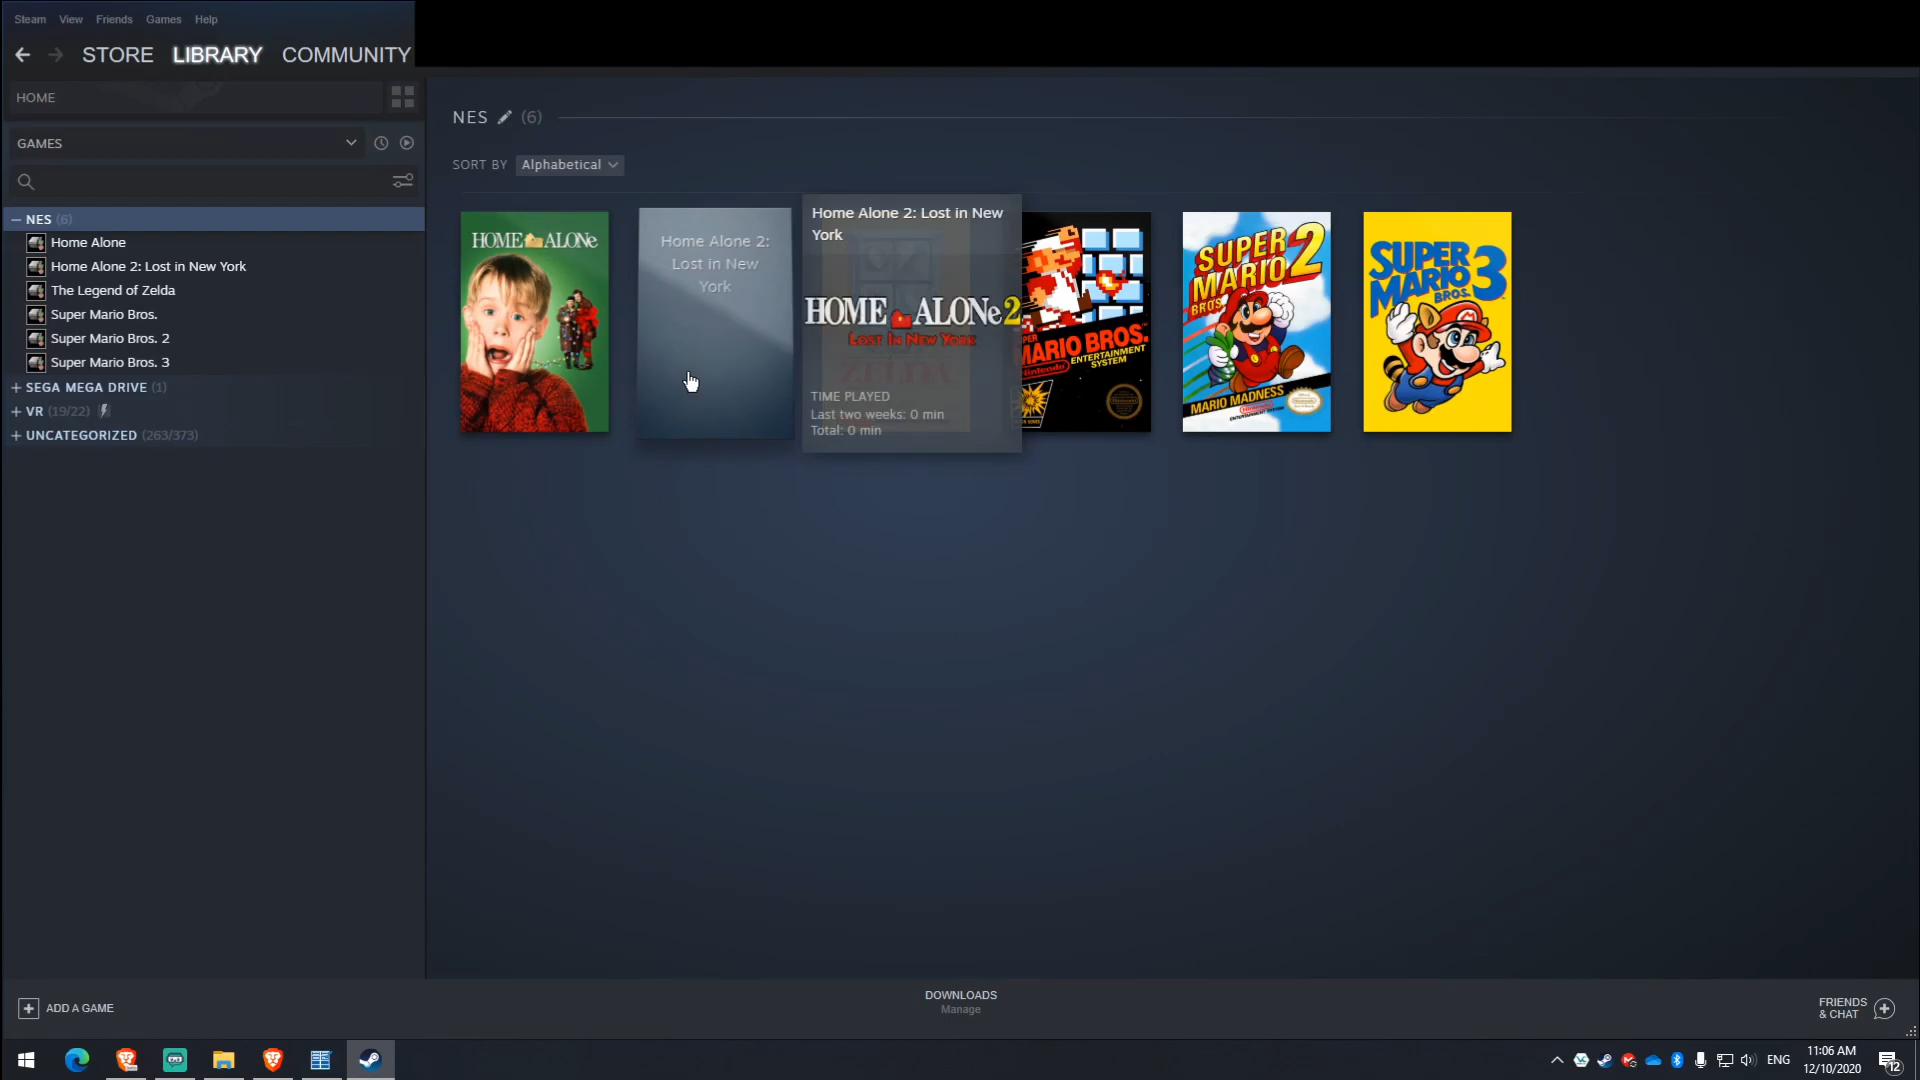 Steam View Friends Games Help
STORE LIBRARY COMMUNITY
HOME
GAMES
NES (6)
Home Alone
Home Alone 2: Lost in New York
The Legend of Zelda
Super Mario Bros.
Super Mario Bros. 2
Super Mario Bros. 3
SEGA MEGA DRIVE (1)
VR (19/22)
UNCATEGORIZED (263/373)
NES (6)
SORT BY Alphabetical
HOME ALONe
Home Alone 2:
Lost in New
York
Home Alone 2: Lost in New
York
HOME ALONe 2
LOST IN NEW YORK
ZELDA
TIME PLAYED
Last two weeks: 0 min
Total: 0 min
SUPER
MARIO BROS.
ENTERTAINMENT
SYSTEM
Nintendo
SUPER
MARIO 2
BROS
MARIO MADNESS
SUPER
MARIO 3
BROS.
ADD A GAME
DOWNLOADS
Manage
FRIENDS
& CHAT
ENG
11:06 AM
12/10/2020
12